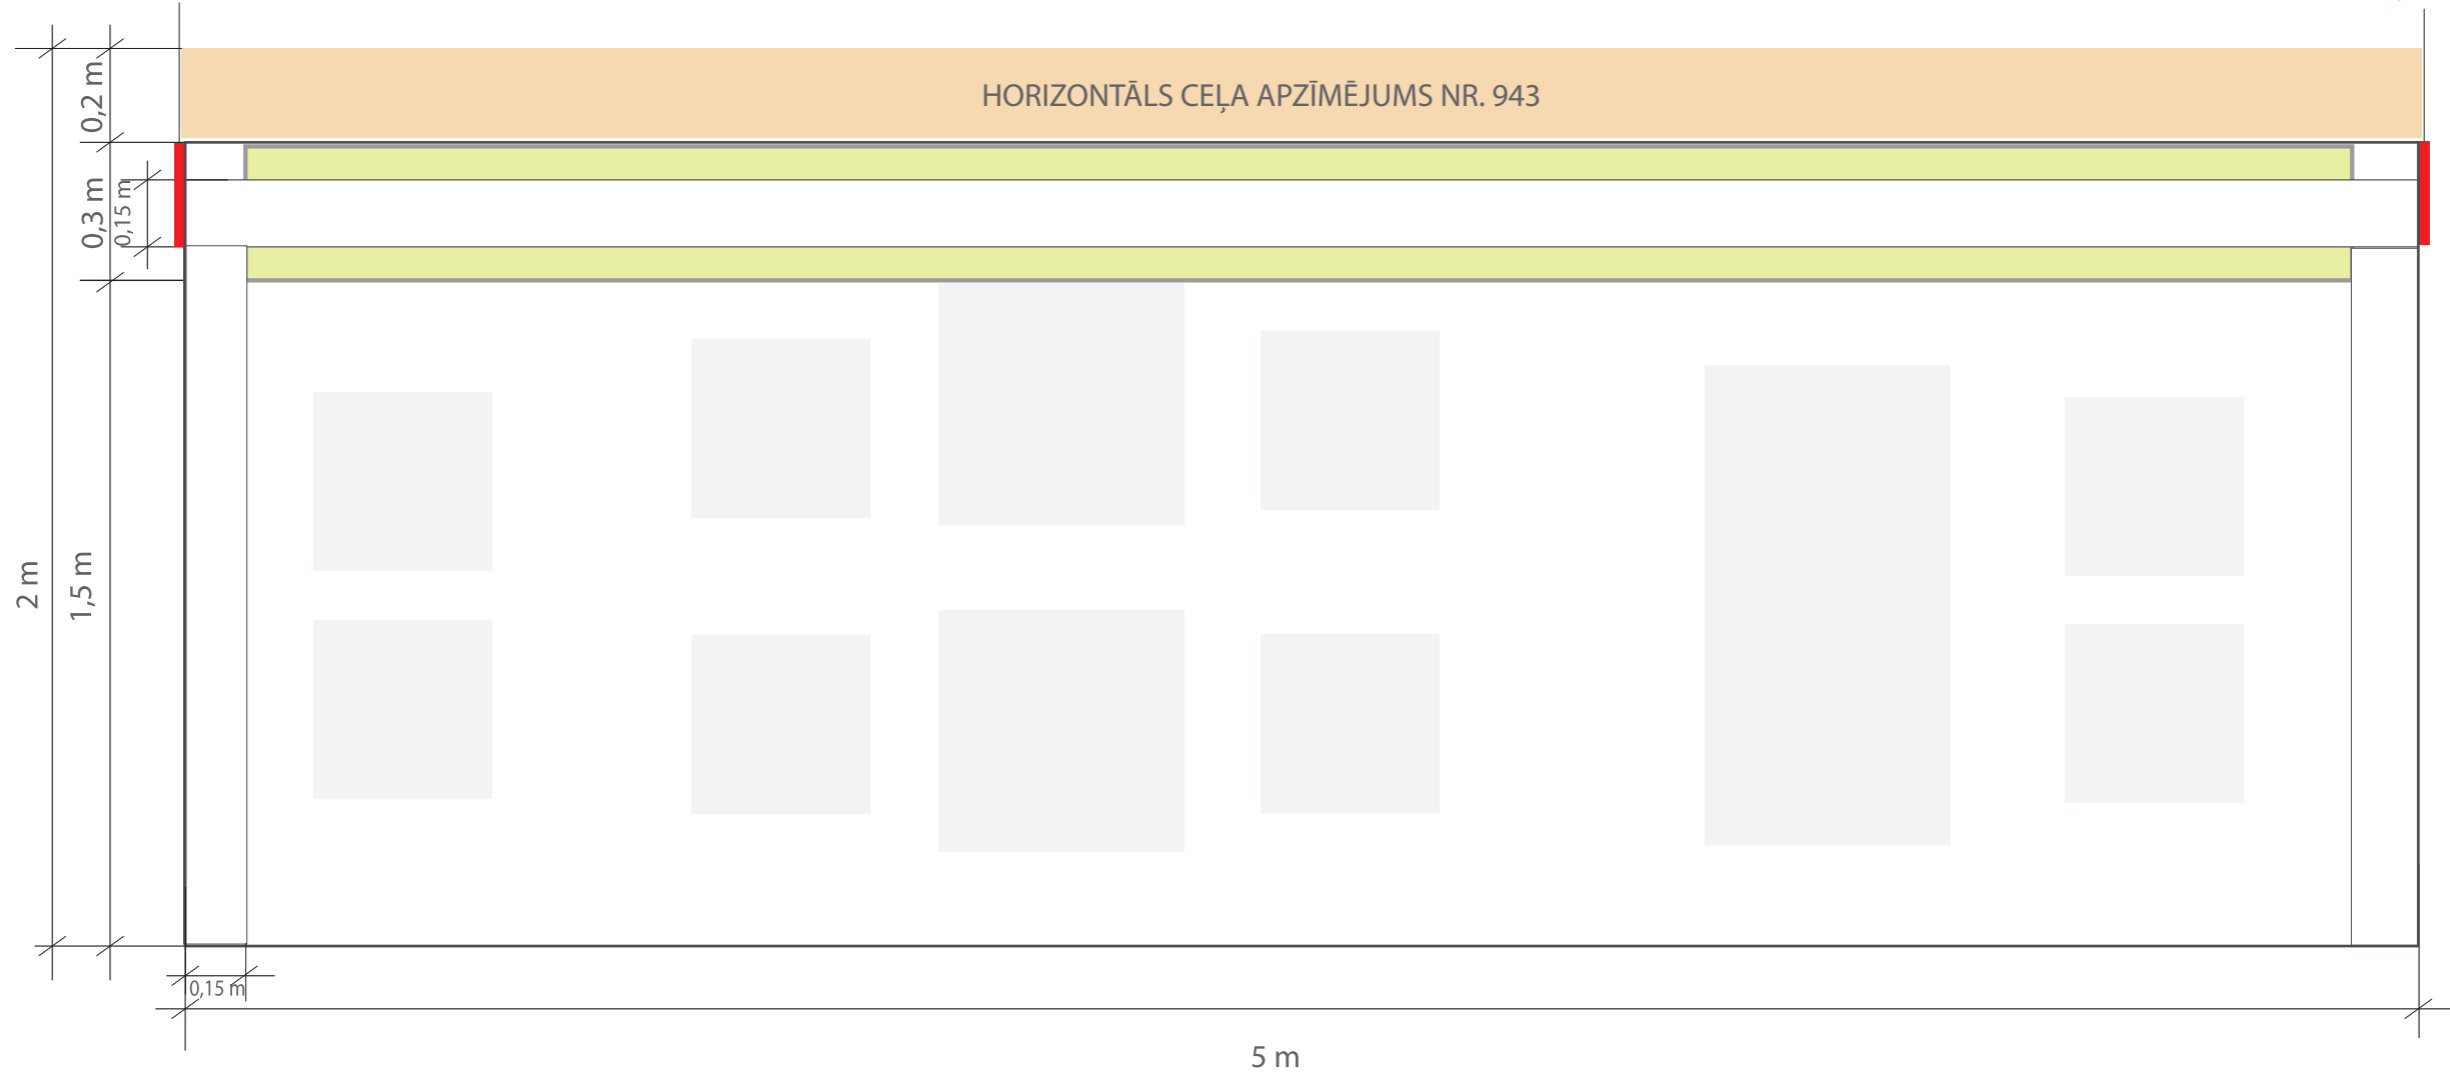 HORIZONTĀLS CEĻA APZĪMĒJUMS NR. 943
0,2 m
0,3 m
0,15 m
2 m
1,5 m
0,15 m
5 m